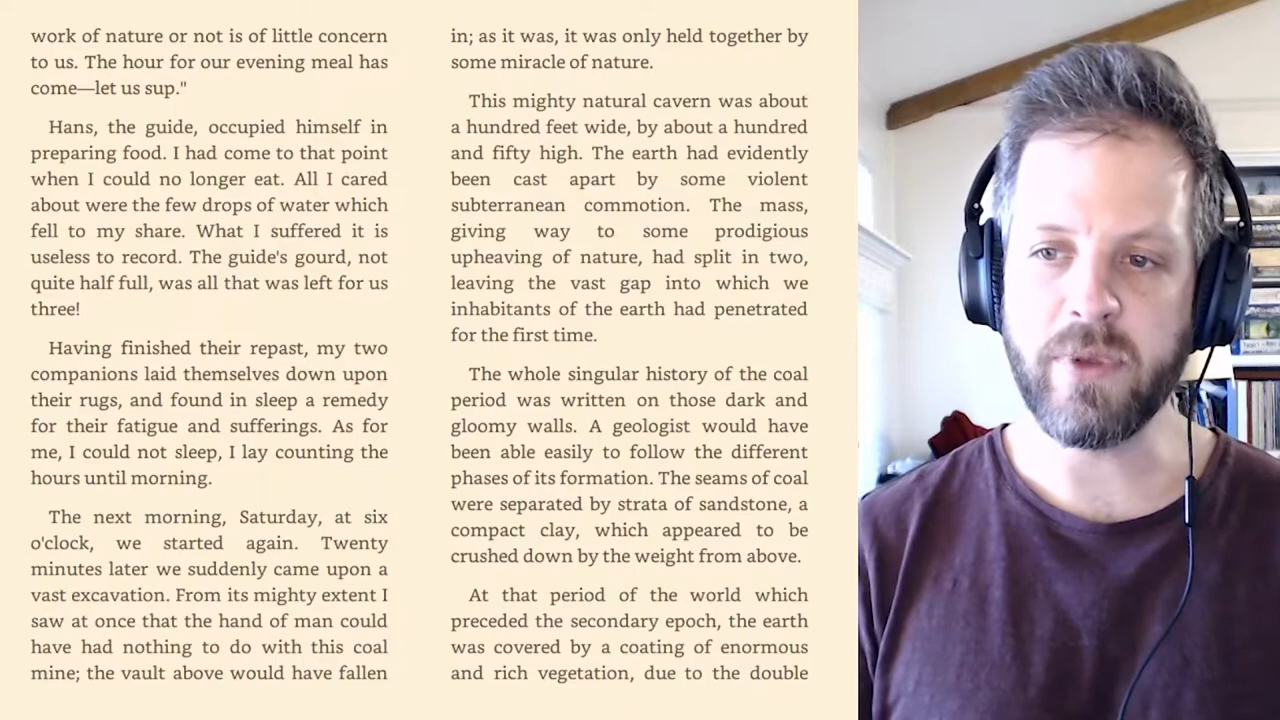 work of nature or not is of little concern
to us. The hour for our evening meal has
come—let us sup."
Hans, the guide, occupied himself in
preparing food. I had come to that point
when I could no longer eat. All I cared
about were the few drops of water which
fell to my share. What I suffered it is
useless to record. The guide's gourd, not
quite half full, was all that was left for us
three!
Having finished their repast, my two
companions laid themselves down upon
their rugs, and found in sleep a remedy
for their fatigue and sufferings. As for
me, I could not sleep, I lay counting the
hours until morning.
The next morning, Saturday, at six
o'clock, we started again. Twenty
minutes later we suddenly came upon a
vast excavation. From its mighty extent I
saw at once that the hand of man could
have had nothing to do with this coal
mine; the vault above would have fallen
in; as it was, it was only held together by
some miracle of nature.
This mighty natural cavern was about
a hundred feet wide, by about a hundred
and fifty high. The earth had evidently
been cast apart by some violent
subterranean commotion. The mass,
giving way to some prodigious
upheaving of nature, had split in two,
leaving the vast gap into which we
inhabitants of the earth had penetrated
for the first time.
The whole singular history of the coal
period was written on those dark and
gloomy walls. A geologist would have
been able easily to follow the different
phases of its formation. The seams of coal
were separated by strata of sandstone, a
compact clay, which appeared to be
crushed down by the weight from above.
At that period of the world which
preceded the secondary epoch, the earth
was covered by a coating of enormous
and rich vegetation, due to the double